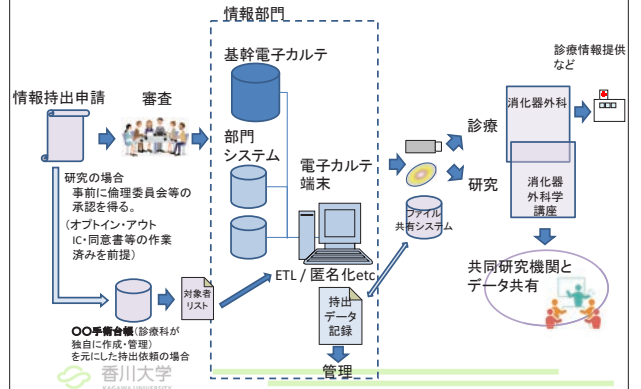 情報部門
基幹電子カルテ
診療情報提供
など
情報持出申請
審査
消化器外科
診療
部門
システム
電子カルテ
端末
研究
研究の場合
事前に倫理委員会等の
承認を得る。
(オプトイン・アウト
IC・同意書等の作業
済みを前提)
消化器
外科学
講座
ファイル
共有システム
ETL / 匿名化etc
共同研究機関と
データ共有
対象者
リスト
持出
データ
記録
〇〇手術台帳(診療科が
独自に作成・管理)
を元にした持出依頼の場合
管理
香川大学
KAGAWA UNIVERSITY